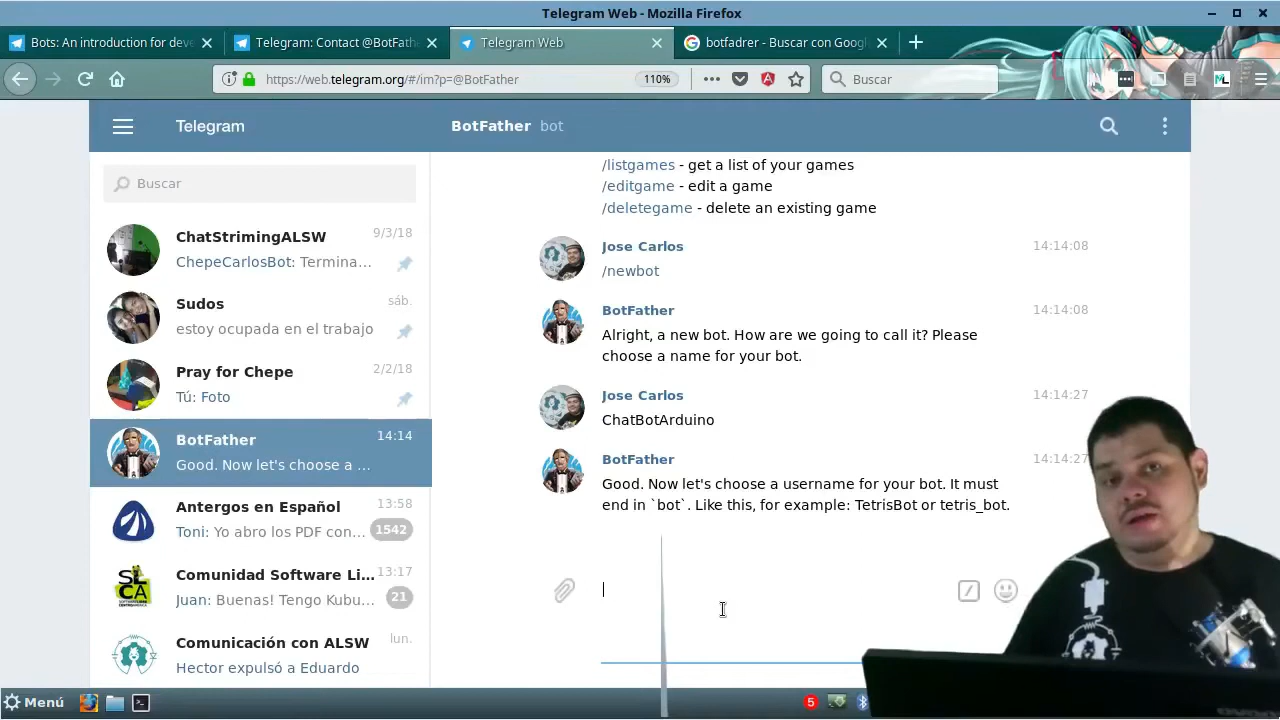 Telegram Web - Mozilla Firefox
Bots: An introduction for deve
Telegram: Contact @BotFath
Telegram Web
botfadrer - Buscar con Googl
https://web.telegram.org/#/im?p=@BotFather
110%
Buscar
Telegram
BotFather bot
Buscar
ChatStrimingALSW 9/3/18
ChepeCarlosBot: Termina...
Sudos sáb.
estoy ocupada en el trabajo
Pray for Chepe 2/2/18
Tú: Foto
BotFather 14:14
Good. Now let's choose a ...
Antergos en Español 13:58
Toni: Yo abro los PDF con... 1542
Comunidad Software Li... 13:17
Juan: Buenas! Tengo Kubu... 21
Comunicación con ALSW lun.
Hector expulsó a Eduardo
/listgames - get a list of your games
/editgame - edit a game
/deletegame - delete an existing game
Jose Carlos 14:14:08
/newbot
BotFather 14:14:08
Alright, a new bot. How are we going to call it? Please
choose a name for your bot.
Jose Carlos 14:14:27
ChatBotArduino
BotFather 14:14:27
Good. Now let's choose a username for your bot. It must
end in `bot`. Like this, for example: TetrisBot or tetris_bot.
Menú
5